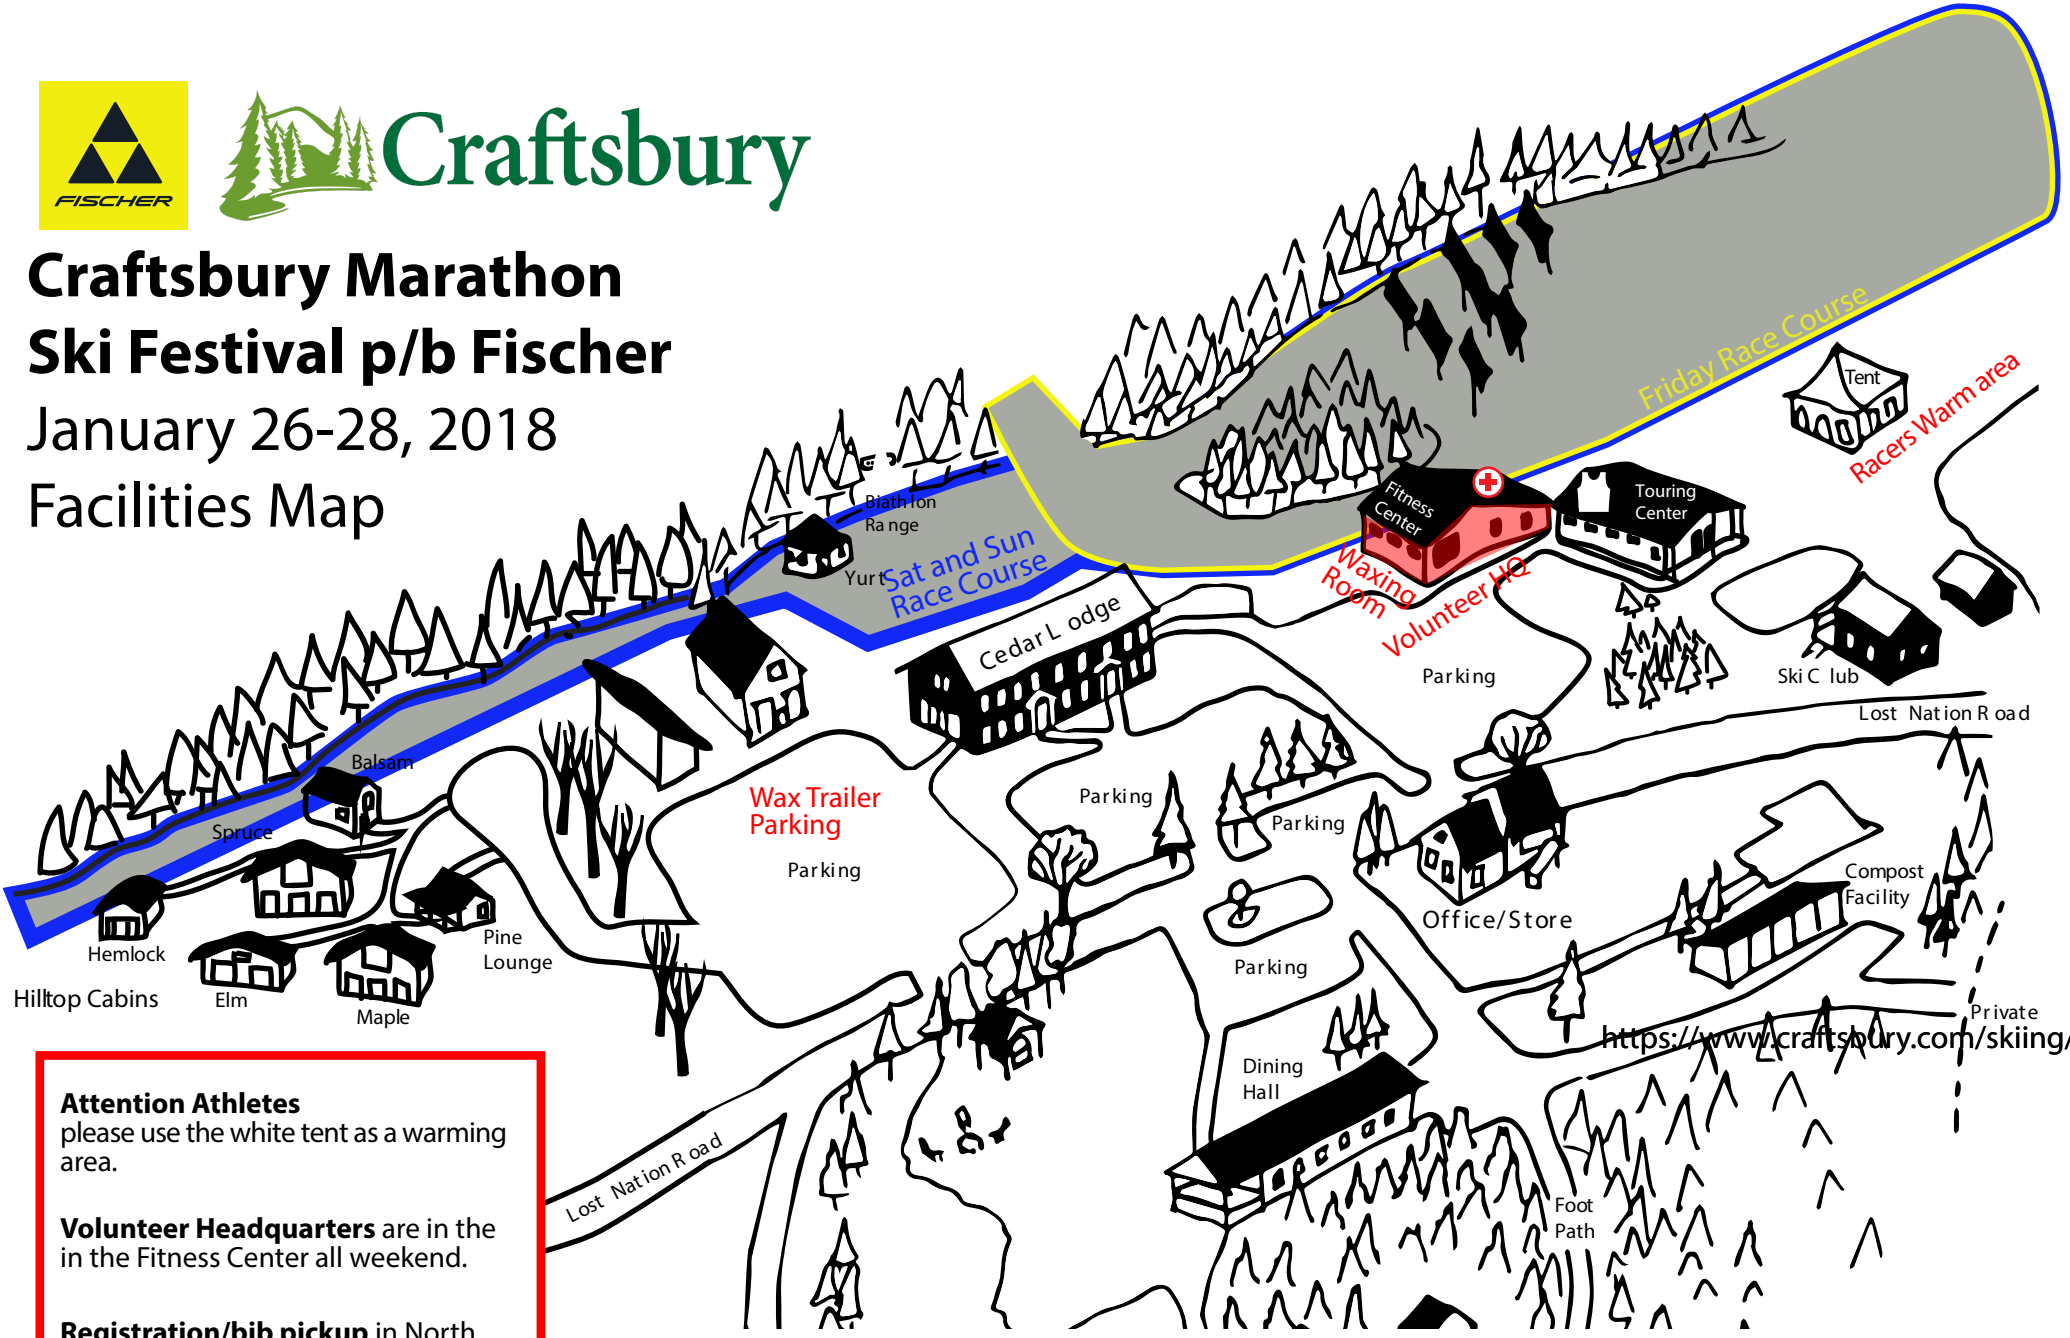 FISCHER
Craftsbury
Craftsbury Marathon
Ski Festival p/b Fischer
January 26-28, 2018
Facilities Map
Friday Race Course
Tent
Racers Warm area
Fitness
Center
Touring
Center
Biathlon
Range
Yurt
Sat and Sun
Race Course
Waxing
Room
Volunteer HQ
Cedar Lodge
Parking
Ski Club
Lost Nation Road
Balsam
Spruce
Wax Trailer
Parking
Parking
Parking
Parking
Compost
Facility
Office/Store
Hemlock
Pine
Lounge
Hilltop Cabins
Elm
Maple
Parking
Private
https://www.craftsbury.com/skiing/
Dining
Hall
Lost Nation Road
Foot
Path
Attention Athletes
please use the white tent as a warming
area.
Volunteer Headquarters are in the
in the Fitness Center all weekend.
Registration/bib pickup in North